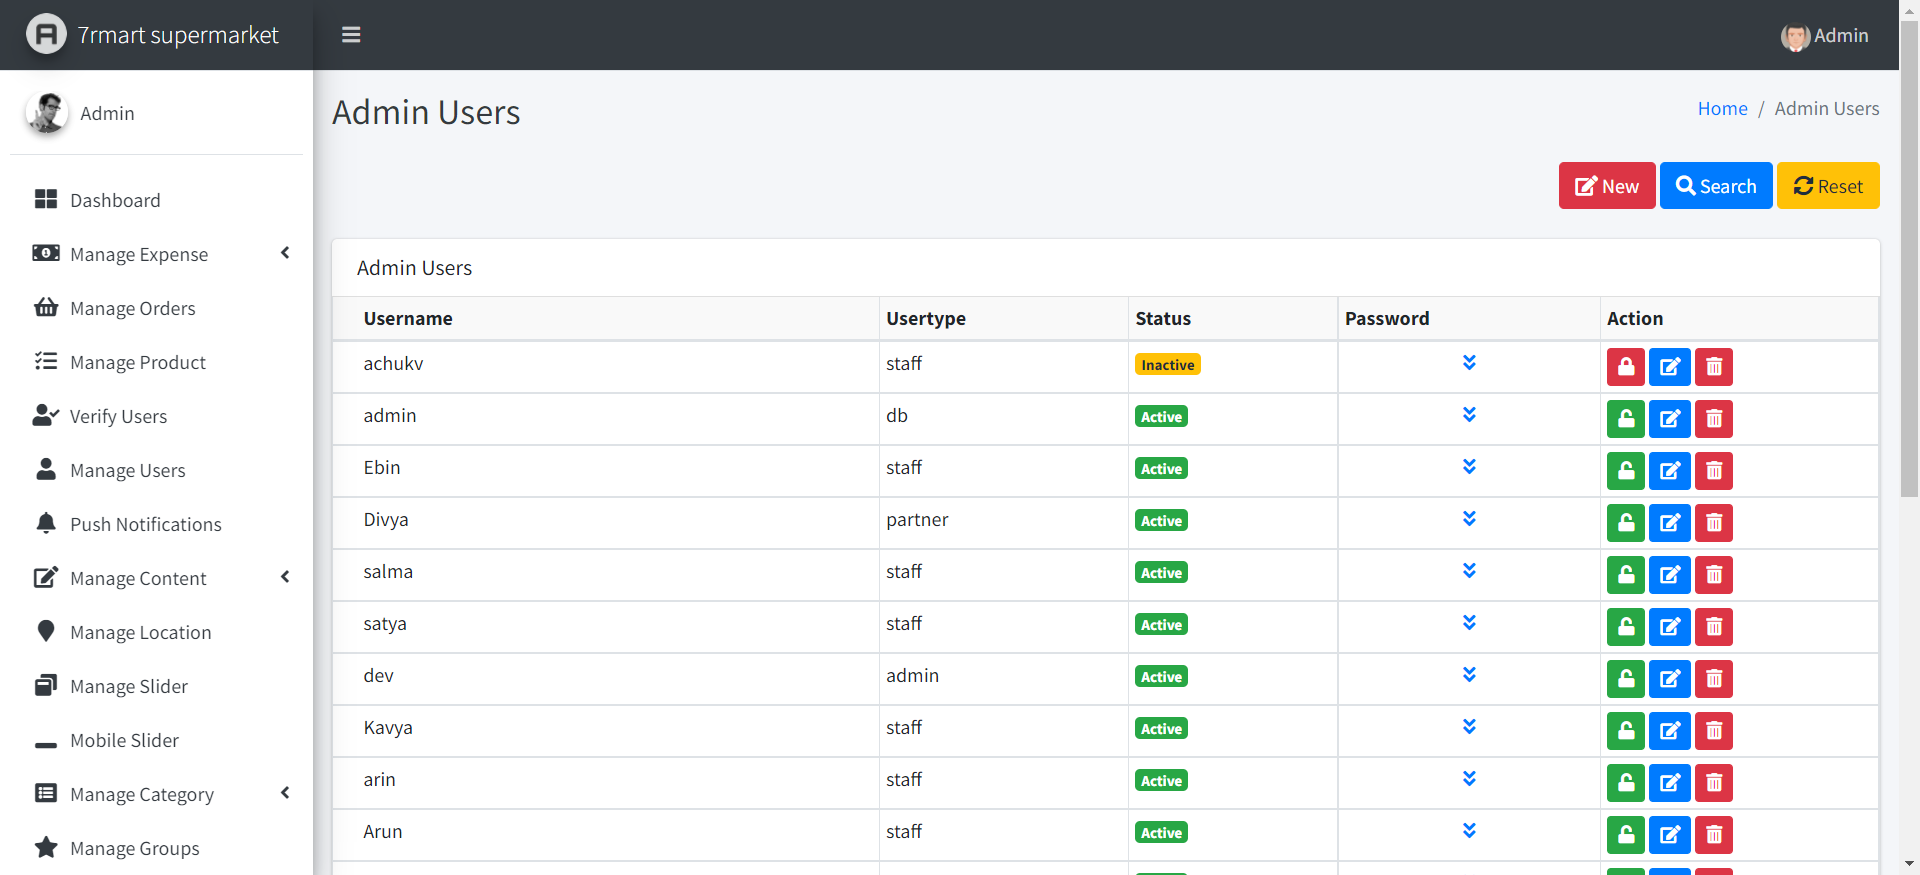 7rmart supermarket
Admin
Admin
Admin Users
Home / Admin Users
Dashboard
Manage Expense
Manage Orders
Manage Product
Verify Users
Manage Users
Push Notifications
Manage Content
Manage Location
Manage Slider
Mobile Slider
Manage Category
Manage Groups
New
Search
Reset
Admin Users
Username Usertype Status Password Action
achukv staff Inactive
admin db Active
Ebin staff Active
Divya partner Active
salma staff Active
satya staff Active
dev admin Active
Kavya staff Active
arin staff Active
Arun staff Active